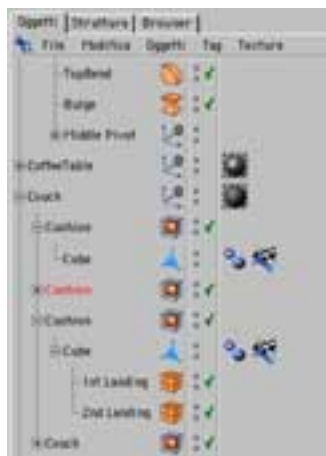 Oggetti Struttura Browser
File Modifica Oggetti Tag Texture
TopBend
Bulge
Middle Pivot
CoffeeTable
Couch
Cushion
Cube
Cushion
Cushion
Cube
1st Landing
2nd Landing
Couch